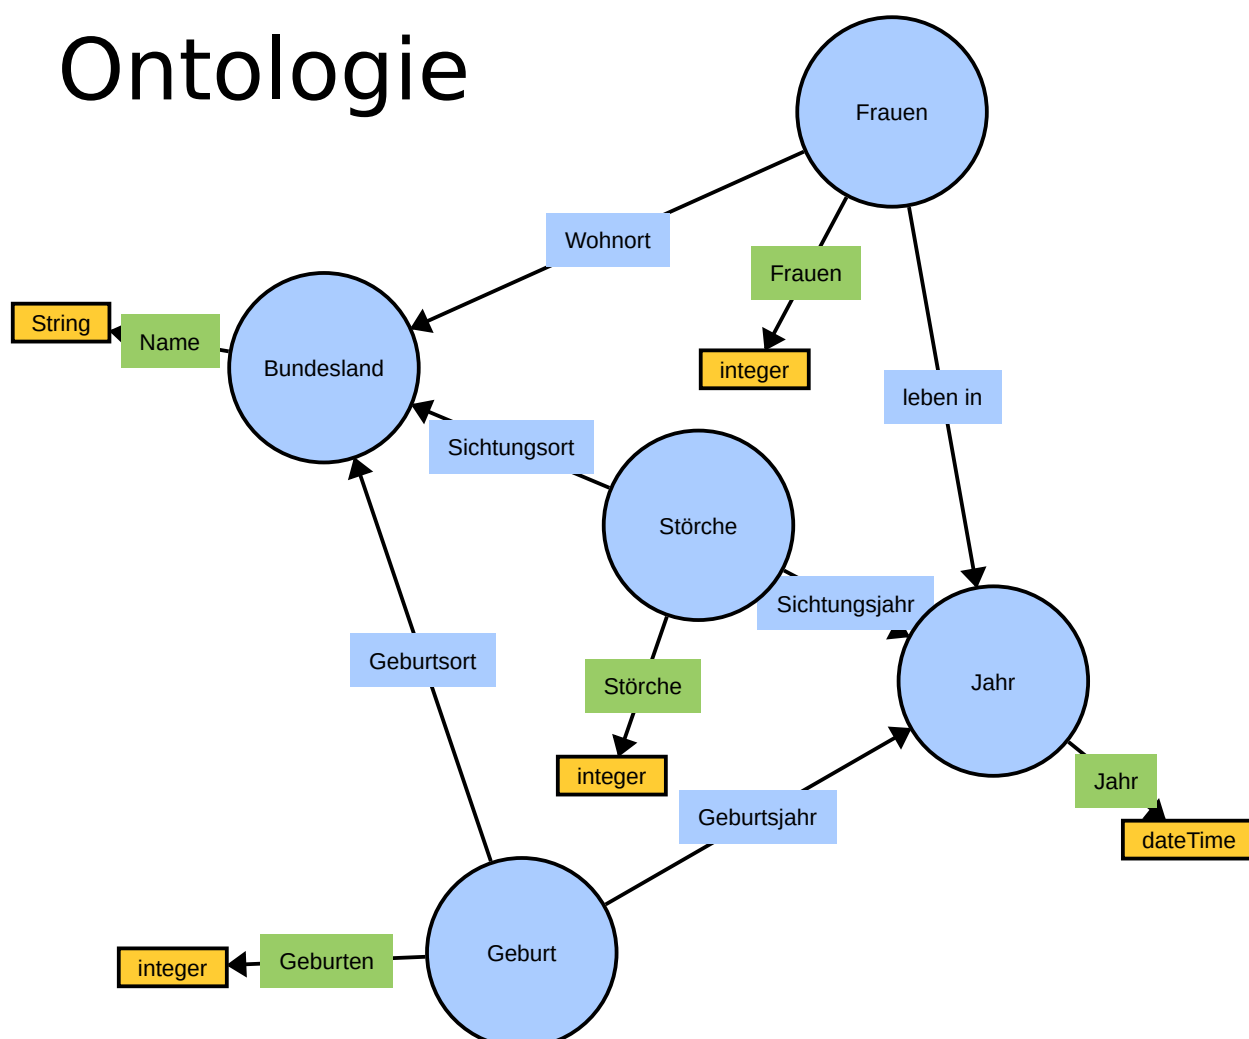 Ontologie
Frauen
Wohnort
Frauen
String
Name
Bundesland
integer
leben in
Sichtungsort
Störche
Sichtungsjahr
Geburtsort
Störche
Jahr
integer
Geburtsjahr
Jahr
dateTime
Geburt
Geburten
integer